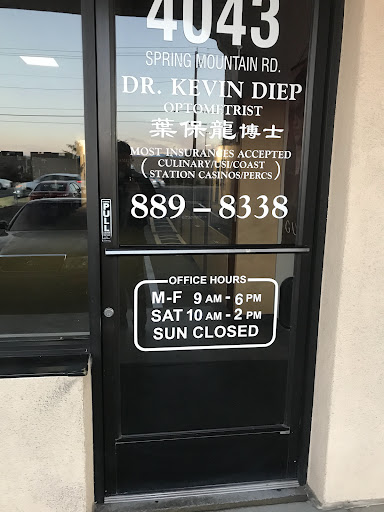 4043
SPRING MOUNTAIN RD.
DR. KEVIN DIEP
OPTOMETRIST
葉保龍博士
MOST INSURANCES ACCEPTED
(CULINARY/USI/COAST
STATION CASINOS/PERCS)
889-8338
PULL
OFFICE HOURS
M-F 9 AM - 6 PM
SAT 10 AM - 2 PM
SUN CLOSED